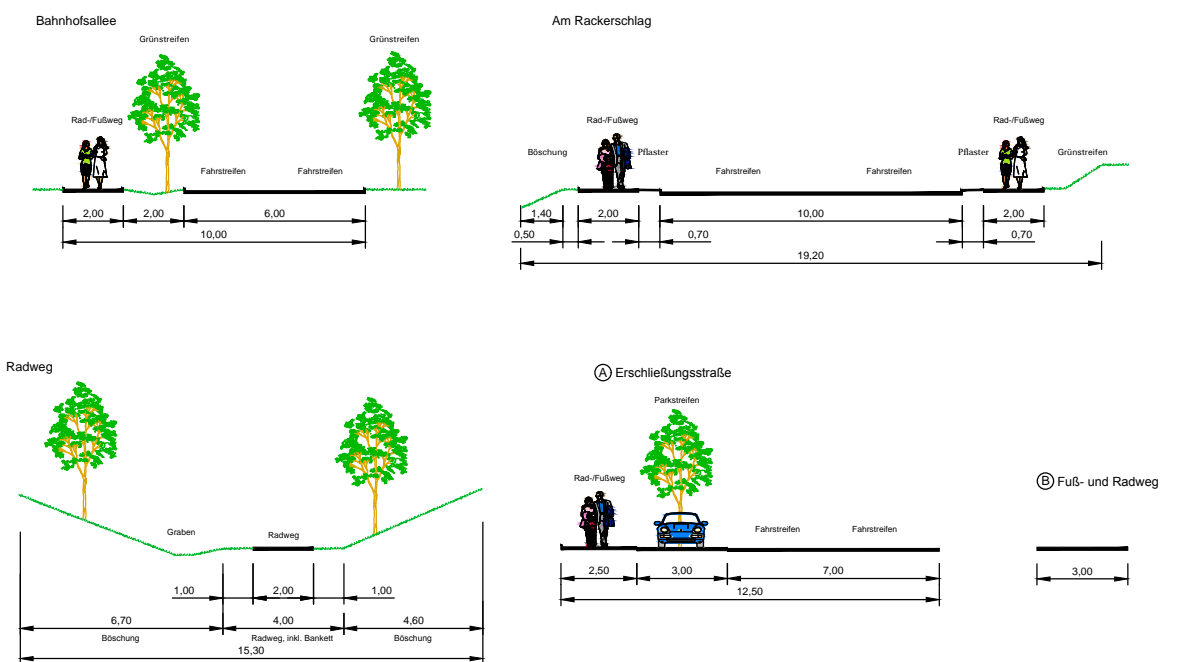 Bahnhofsallee
Grünstreifen
Grünstreifen
Rad-/Fußweg
Fahrstreifen
Fahrstreifen
2,00
2,00
6,00
10,00
Am Rackerschlag
Rad-/Fußweg
Rad-/Fußweg
Böschung
Pflaster
Pflaster
Grünstreifen
Fahrstreifen
Fahrstreifen
1,40
2,00
10,00
2,00
0,50
0,70
0,70
19,20
Radweg
Graben
Radweg
1,00
2,00
1,00
6,70
4,00
4,60
Böschung
Radweg, inkl. Bankett
Böschung
15,30
A Erschließungsstraße
Parkstreifen
Rad-/Fußweg
Fahrstreifen
Fahrstreifen
2,50
3,00
7,00
12,50
B Fuß- und Radweg
3,00